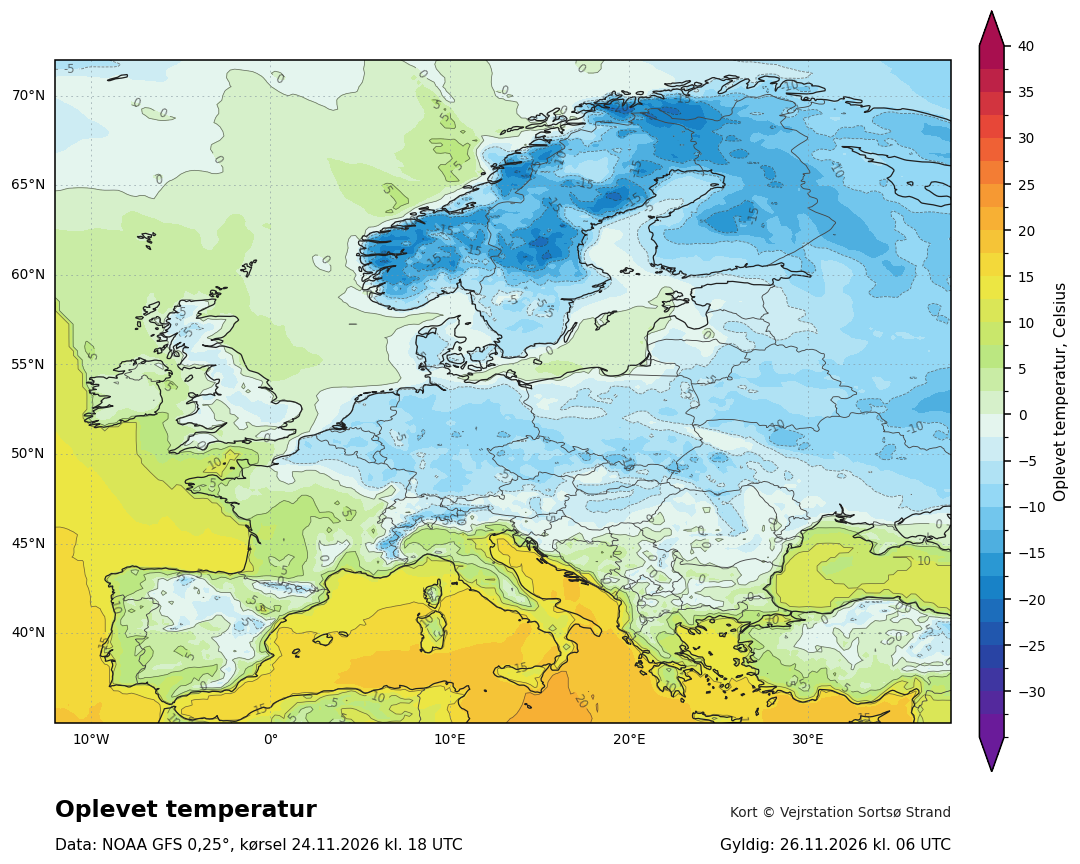 40
35
30
25
20
15
10
5
0
−5
−10
−15
−20
−25
−30
Oplevet temperatur, Celsius
70°N
65°N
60°N
55°N
50°N
45°N
40°N
10°W
0°
10°E
20°E
30°E
Oplevet temperatur
Kort © Vejrstation Sortsø Strand
Data: NOAA GFS 0,25°, kørsel 24.11.2026 kl. 18 UTC
Gyldig: 26.11.2026 kl. 06 UTC